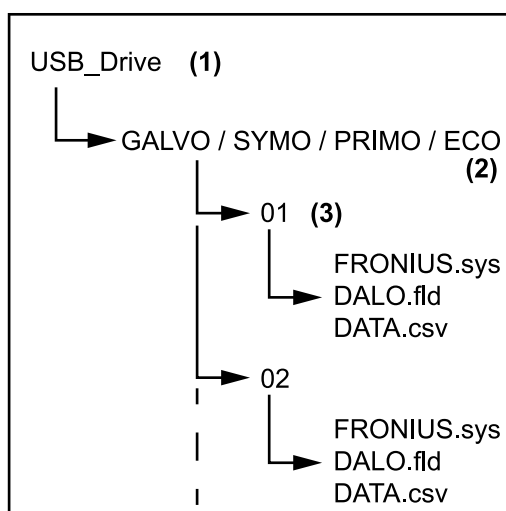 USB_Drive (1)
GALVO / SYMO / PRIMO / ECO
(2)
01 (3)
FRONIUS.sys
DALO.fld
DATA.csv
02
FRONIUS.sys
DALO.fld
DATA.csv